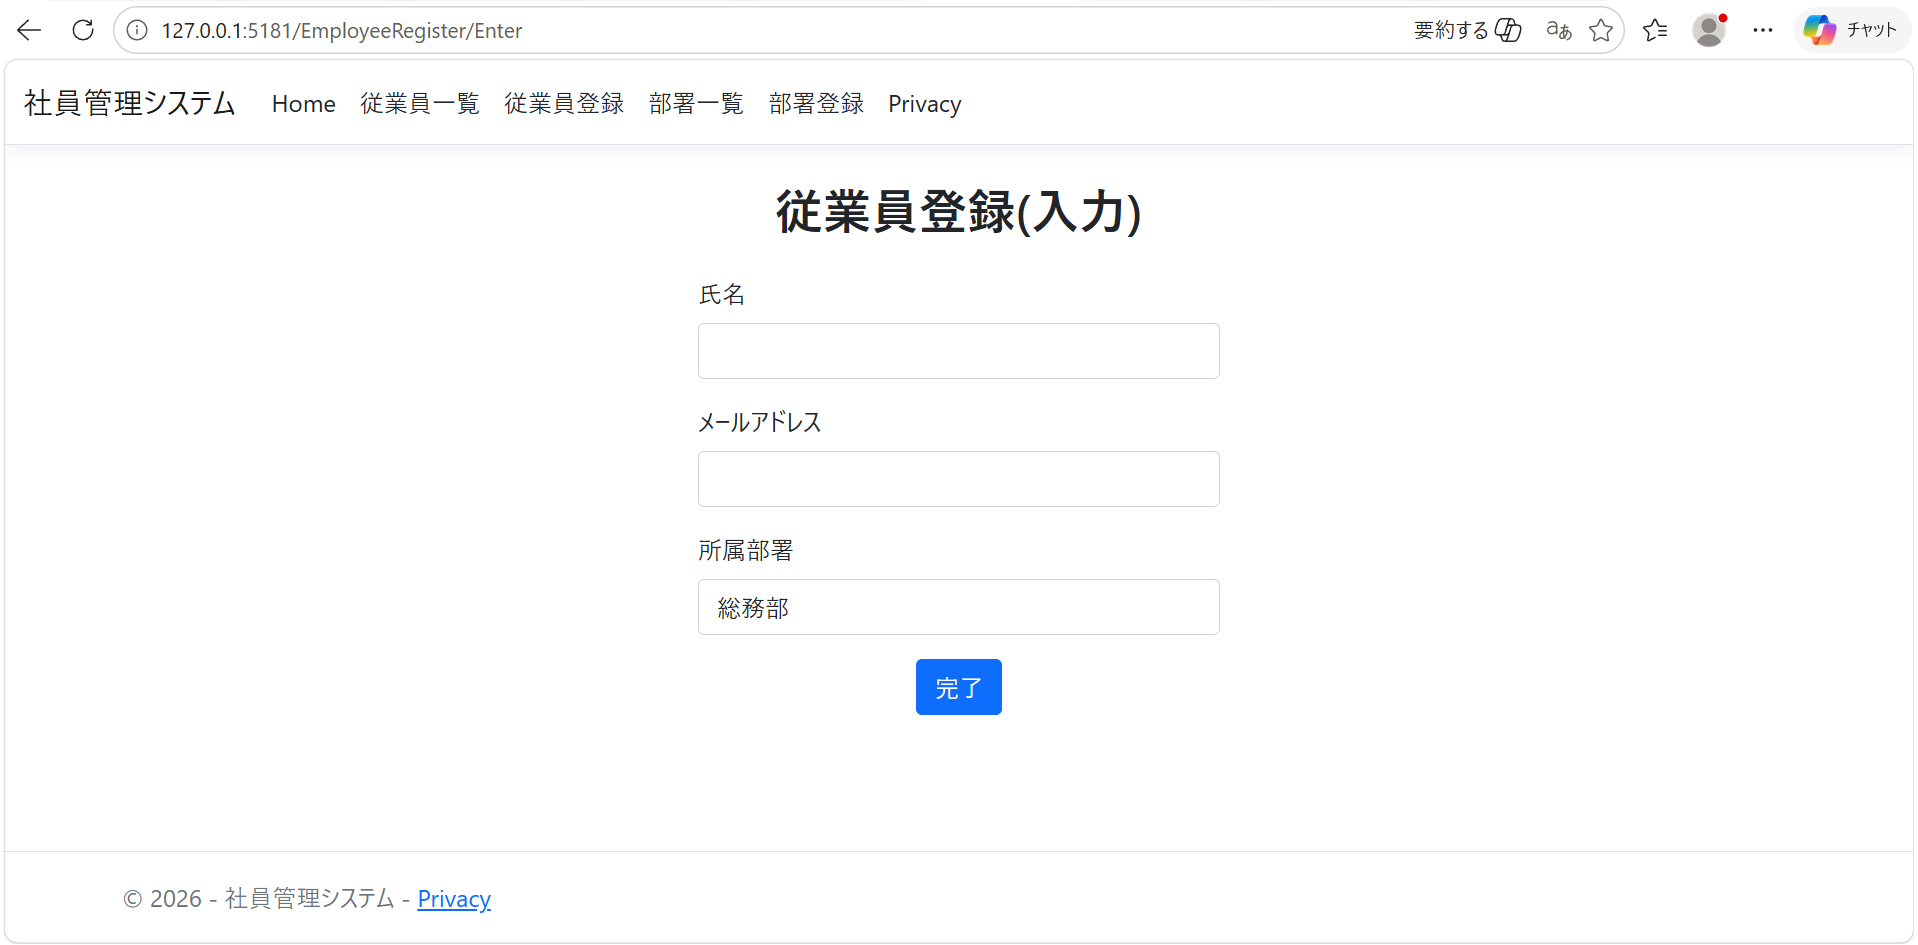 127.0.0.1:5181/EmployeeRegister/Enter 要約する aあ チャット
社員管理システム Home 従業員一覧 従業員登録 部署一覧 部署登録 Privacy
従業員登録(入力)
氏名
メールアドレス
所属部署
総務部
完了
© 2026 - 社員管理システム - Privacy